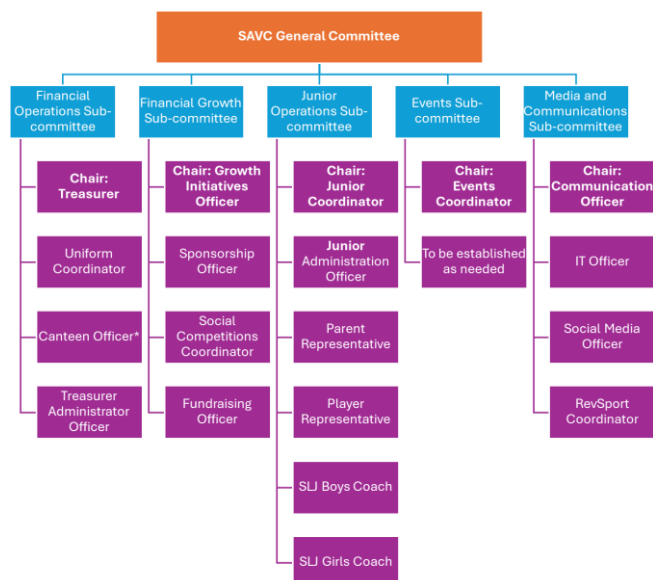 SAVC General Committee
Financial
Operations Sub-
committee
Financial Growth
Sub-committee
Junior
Operations Sub-
committee
Events Sub-
committee
Media and
Communications
Sub-committee
Chair:
Treasurer
Uniform
Coordinator
Canteen Officer*
Treasurer
Administrator
Officer
Chair: Growth
Initiatives
Officer
Sponsorship
Officer
Social
Competitions
Coordinator
Fundraising
Officer
Chair:
Junior
Coordinator
Junior
Administration
Officer
Parent
Representative
Player
Representative
SLJ Boys Coach
SLJ Girls Coach
Chair:
Events
Coordinator
To be established
as needed
Chair:
Communication
Officer
IT Officer
Social Media
Officer
RevSport
Coordinator